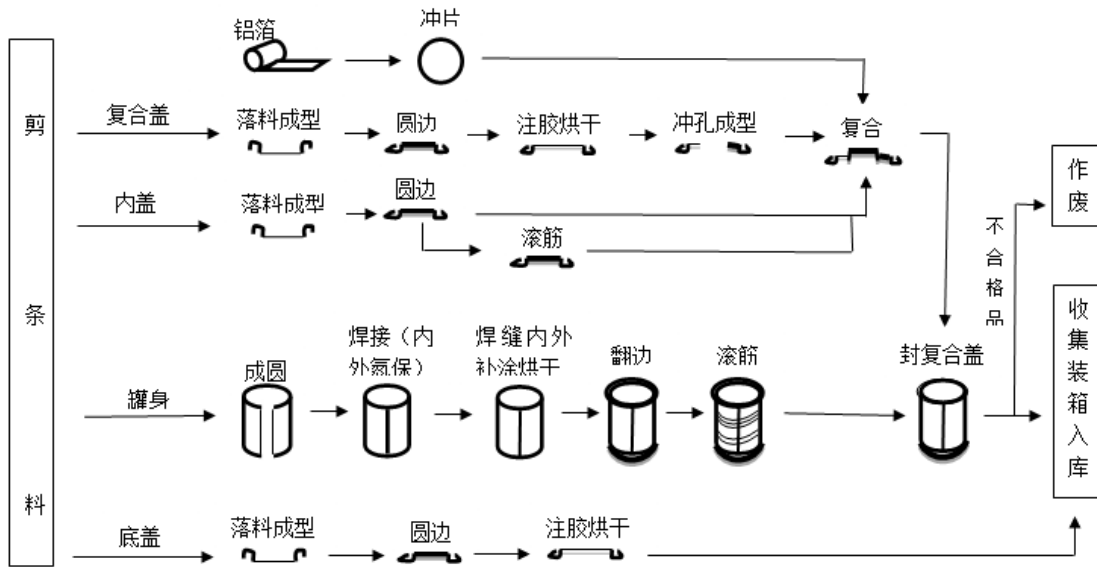 剪条料
铝箔
冲片
复合盖
落料成型
圆边
注胶烘干
冲孔成型
复合
内盖
落料成型
圆边
滚筋
罐身
成圆
焊接（内
外氮保）
焊缝内外
补涂烘干
翻边
滚筋
封复合盖
不合格品
作废
收集装箱入库
底盖
落料成型
圆边
注胶烘干